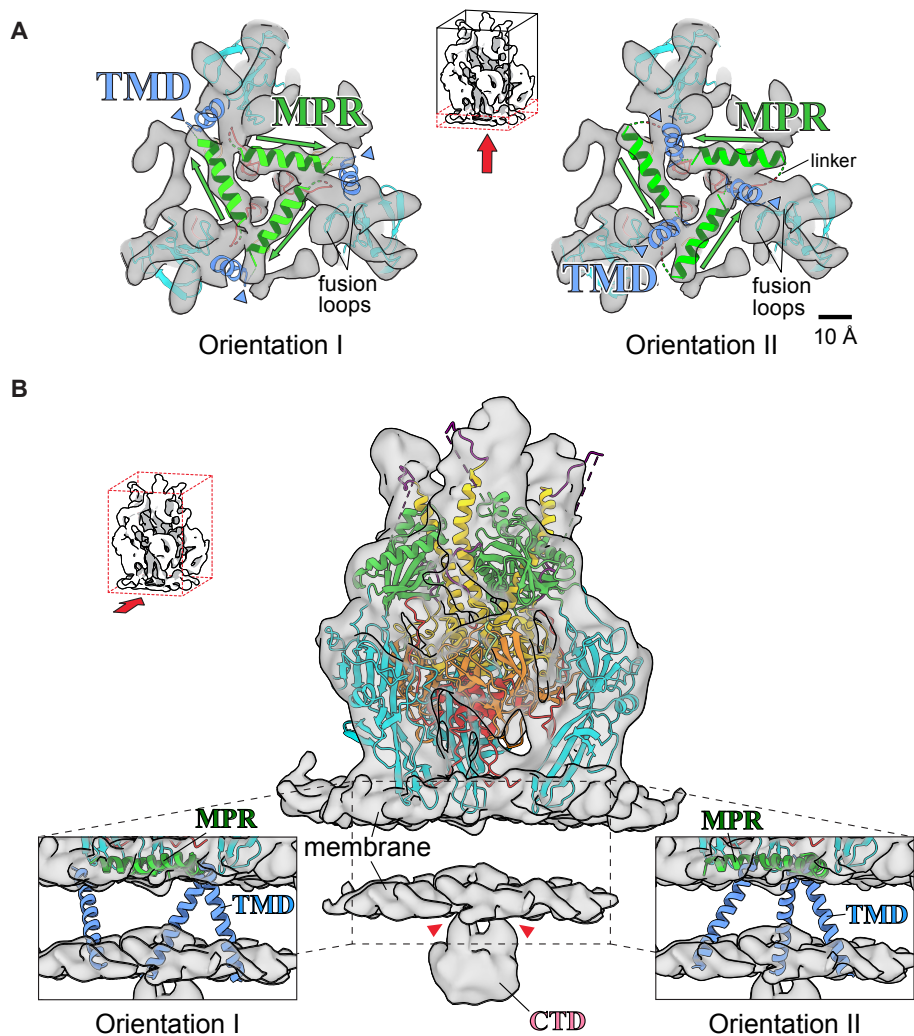 A
TMD
MPR
fusion
loops
Orientation I
MPR
linker
TMD
fusion
loops
Orientation II
10 Å
B
MPR
TMD
Orientation I
membrane
CTD
MPR
TMD
Orientation II